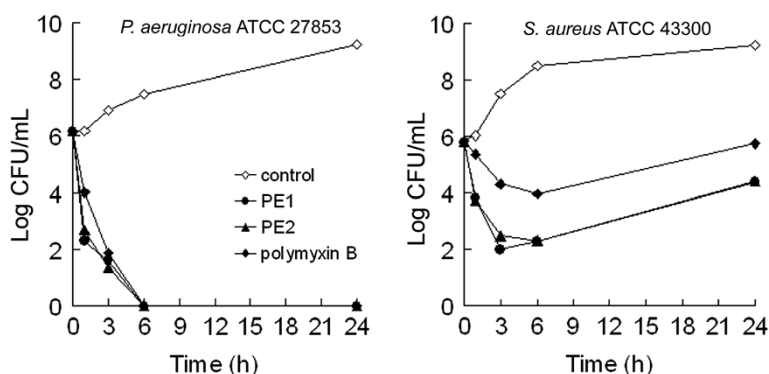 P. aeruginosa ATCC 27853
10
8
6
4
2
0
Log CFU/mL
control
PE1
PE2
polymyxin B
0 3 6 9 12 15 18 21 24
Time (h)
S. aureus ATCC 43300
10
8
6
4
2
0
Log CFU/mL
0 3 6 9 12 15 18 21 24
Time (h)